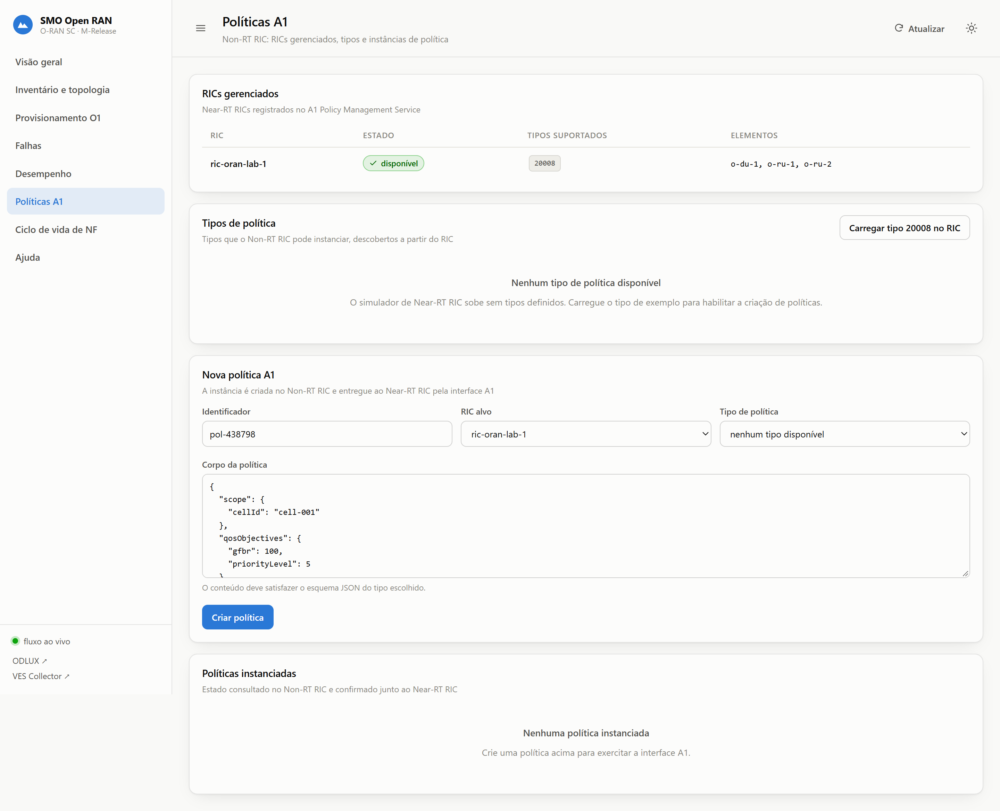 SMO Open RAN
O-RAN SC · M-Release
Visão geral
Inventário e topologia
Provisionamento O1
Falhas
Desempenho
Políticas A1
Ciclo de vida de NF
Ajuda
fluxo ao vivo
ODLUX ↗
VES Collector ↗
Políticas A1
Non-RT RIC: RICs gerenciados, tipos e instâncias de política
Atualizar
RICs gerenciados
Near-RT RICs registrados no A1 Policy Management Service
RIC ESTADO TIPOS SUPORTADOS ELEMENTOS
ric-oran-lab-1 disponível 20008 o-du-1, o-ru-1, o-ru-2
Tipos de política
Tipos que o Non-RT RIC pode instanciar, descobertos a partir do RIC
Carregar tipo 20008 no RIC
Nenhum tipo de política disponível
O simulador de Near-RT RIC sobe sem tipos definidos. Carregue o tipo de exemplo para habilitar a criação de políticas.
Nova política A1
A instância é criada no Non-RT RIC e entregue ao Near-RT RIC pela interface A1
Identificador RIC alvo Tipo de política
pol-438798 ric-oran-lab-1 nenhum tipo disponível
Corpo da política
{
"scope": {
"cellId": "cell-001"
},
"qosObjectives": {
"gfbr": 100,
"priorityLevel": 5
}
O conteúdo deve satisfazer o esquema JSON do tipo escolhido.
Criar política
Políticas instanciadas
Estado consultado no Non-RT RIC e confirmado junto ao Near-RT RIC
Nenhuma política instanciada
Crie uma política acima para exercitar a interface A1.